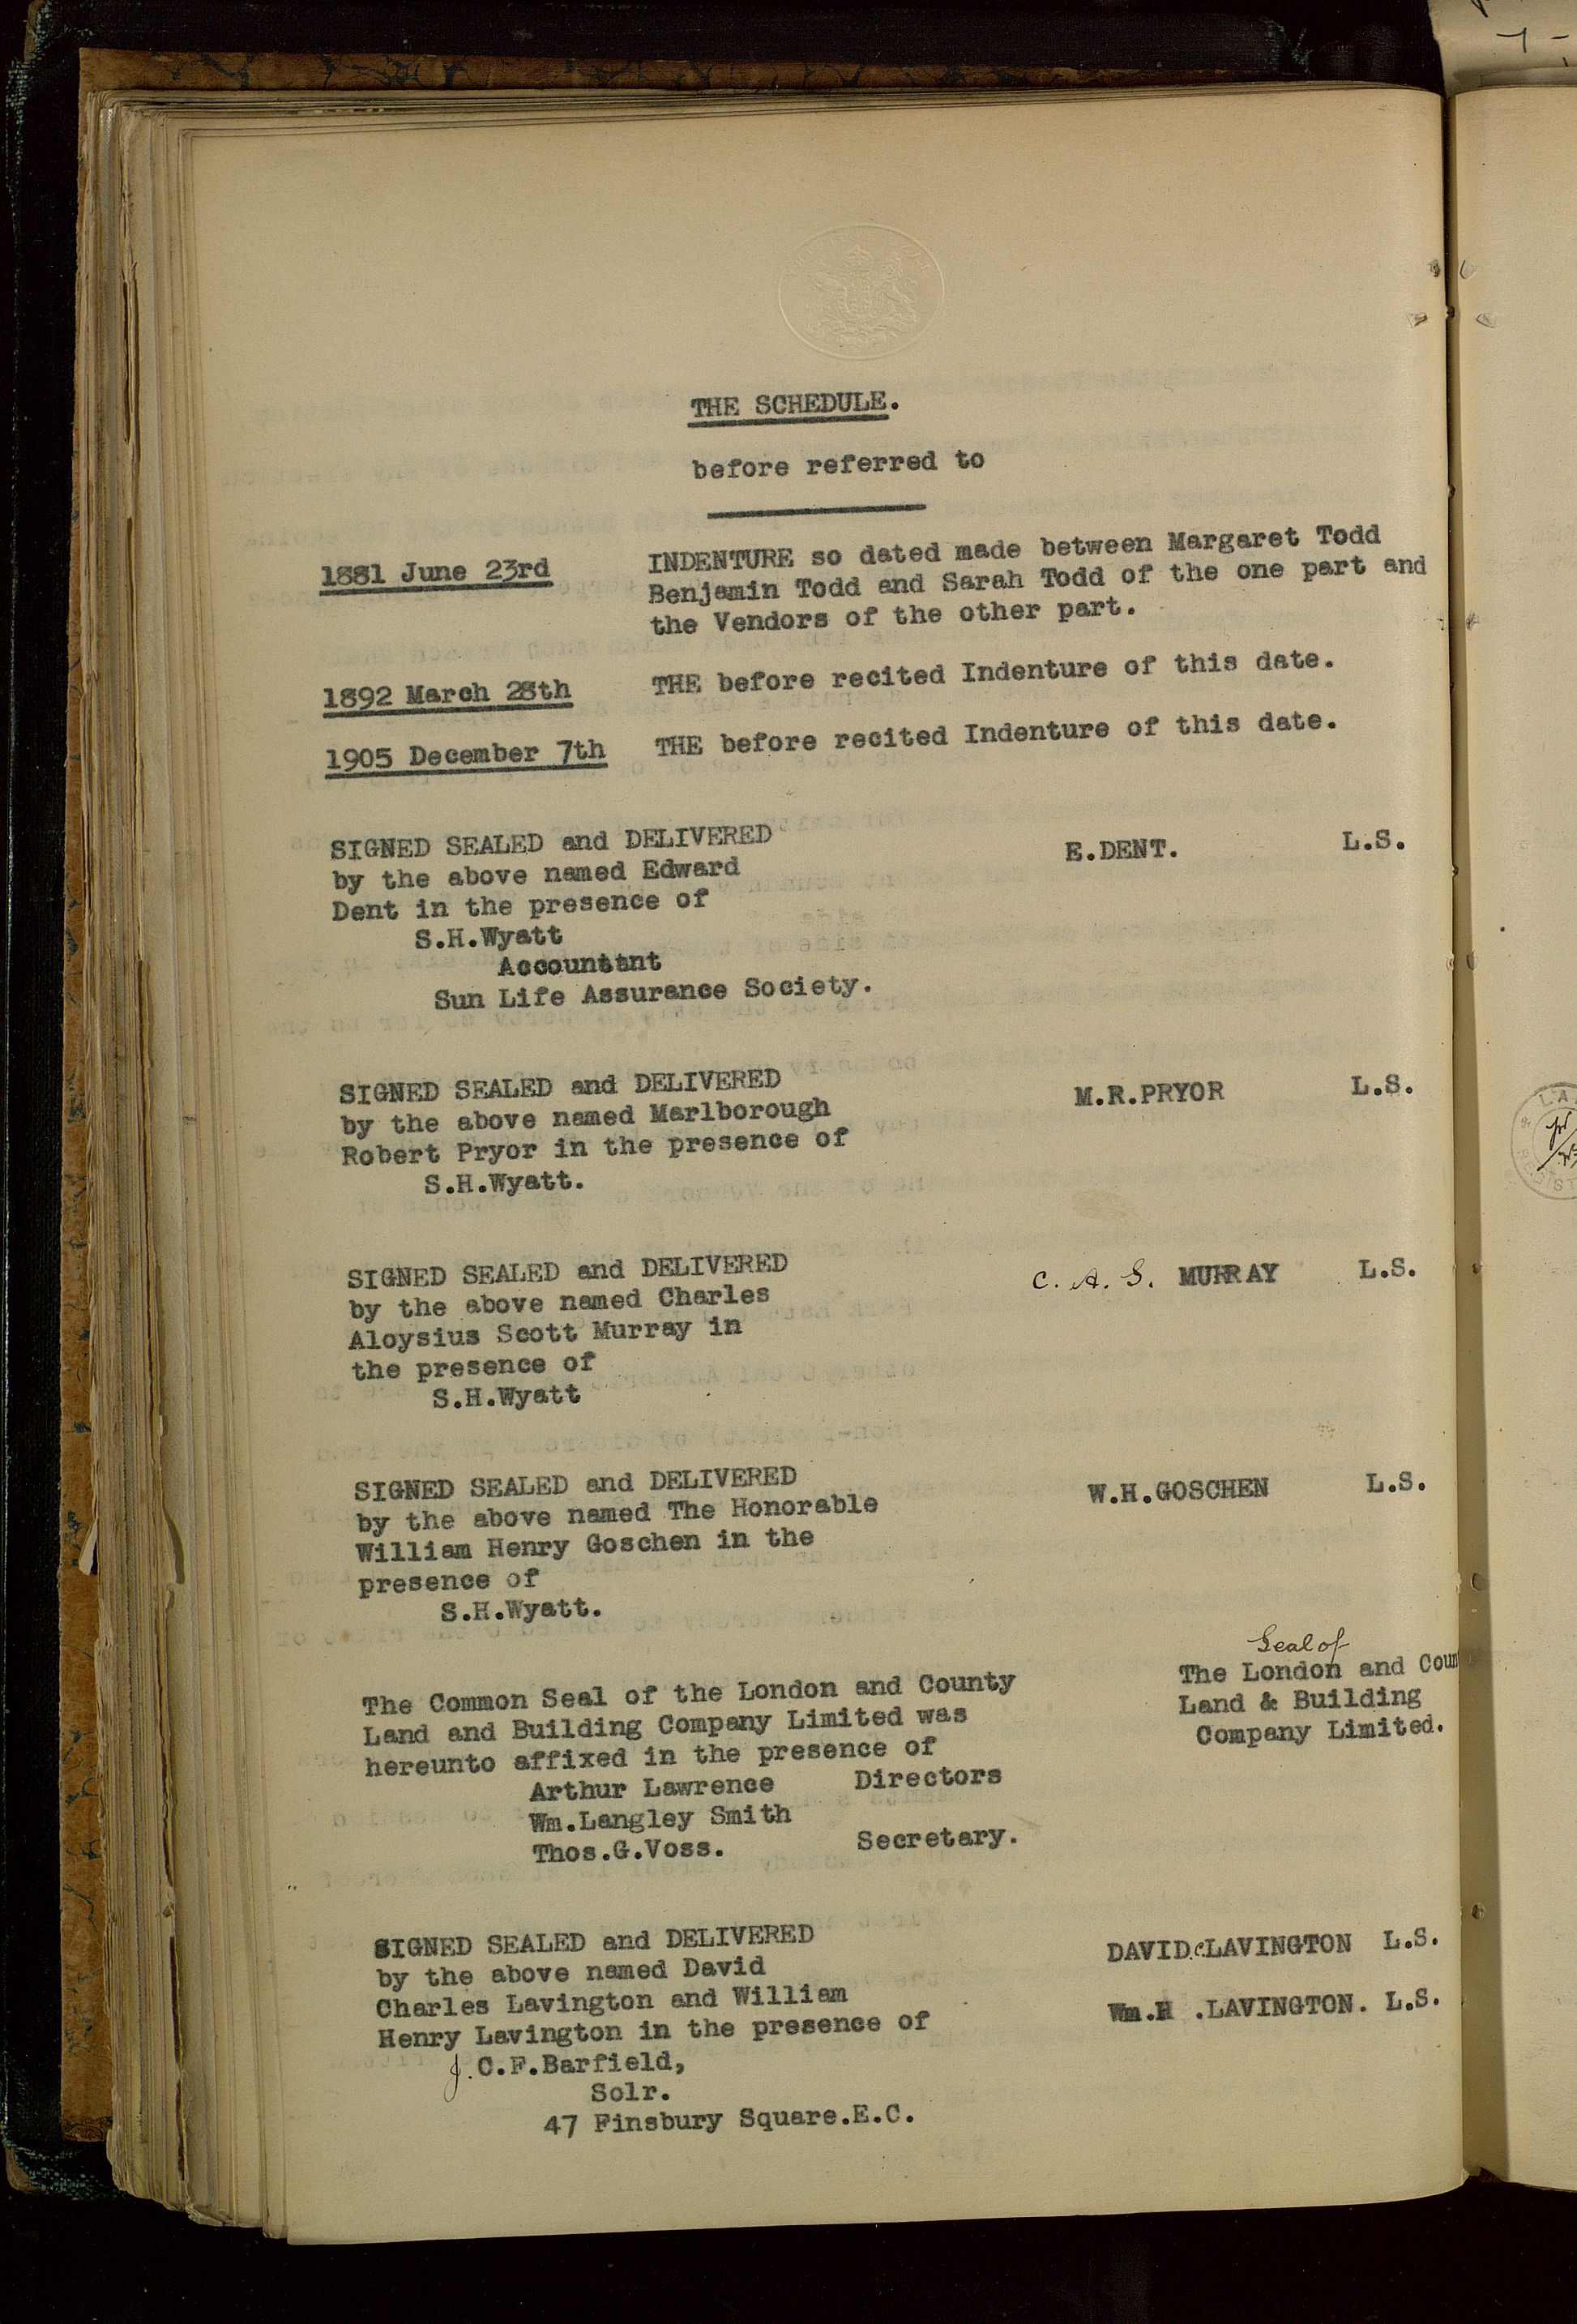 THE SCHEDULE.
before referred to
1881 June 23rd INDENTURE so dated made between Margaret Todd
Benjamin Todd and Sarah Todd of the one part and
the Vendors of the other part.
1892 March 28th THE before recited Indenture of this date.
1905 December 7th THE before recited Indenture of this date.
SIGNED SEALED and DELIVERED E.DENT. L.S.
by the above named Edward
Dent in the presence of
S.H.Wyatt
Accountant
Sun Life Assurance Society.
SIGNED SEALED and DELIVERED M.R.PRYOR L.S.
by the above named Marlborough
Robert Pryor in the presence of
S.H.Wyatt.
SIGNED SEALED and DELIVERED C. A. S. MURRAY L.S.
by the above named Charles
Aloysius Scott Murray in
the presence of
S.H.Wyatt
SIGNED SEALED and DELIVERED W.H.GOSCHEN L.S.
by the above named The Honorable
William Henry Goschen in the
presence of
S.H.Wyatt.
Seal of
The Common Seal of the London and County The London and Coun
Land and Building Company Limited was Land & Building
hereunto affixed in the presence of Company Limited.
Arthur Lawrence Directors
Wm.Langley Smith
Thos.G.Voss. Secretary.
SIGNED SEALED and DELIVERED DAVID.C.LAVINGTON L.S.
by the above named David
Charles Lavington and William Wm.H .LAVINGTON. L.S.
Henry Lavington in the presence of
J. C.F.Barfield,
Solr.
47 Finsbury Square.E.C.